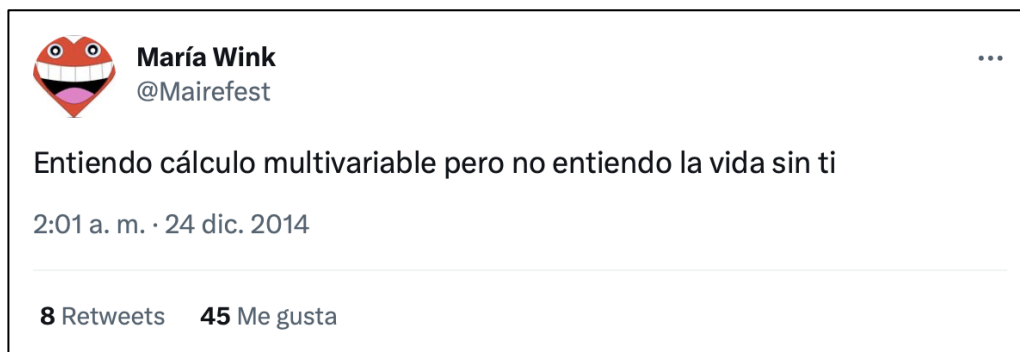 María Wink
@Mairefest
Entiendo cálculo multivariable pero no entiendo la vida sin ti
2:01 a. m. · 24 dic. 2014
8 Retweets 45 Me gusta